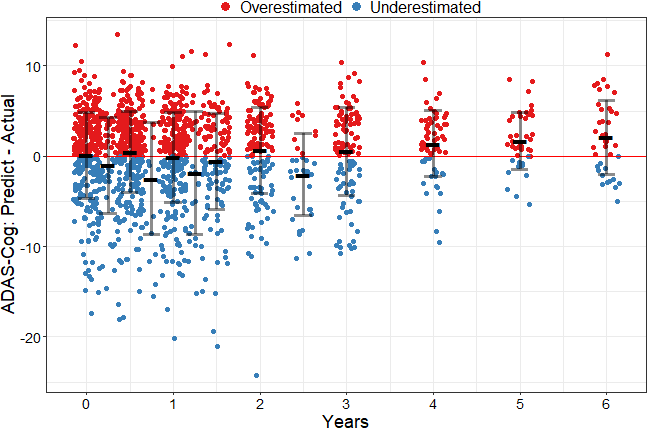 Overestimated Underestimated
ADAS-Cog: Predict - Actual
10
0
-10
-20
0 1 2 3 4 5 6
Years